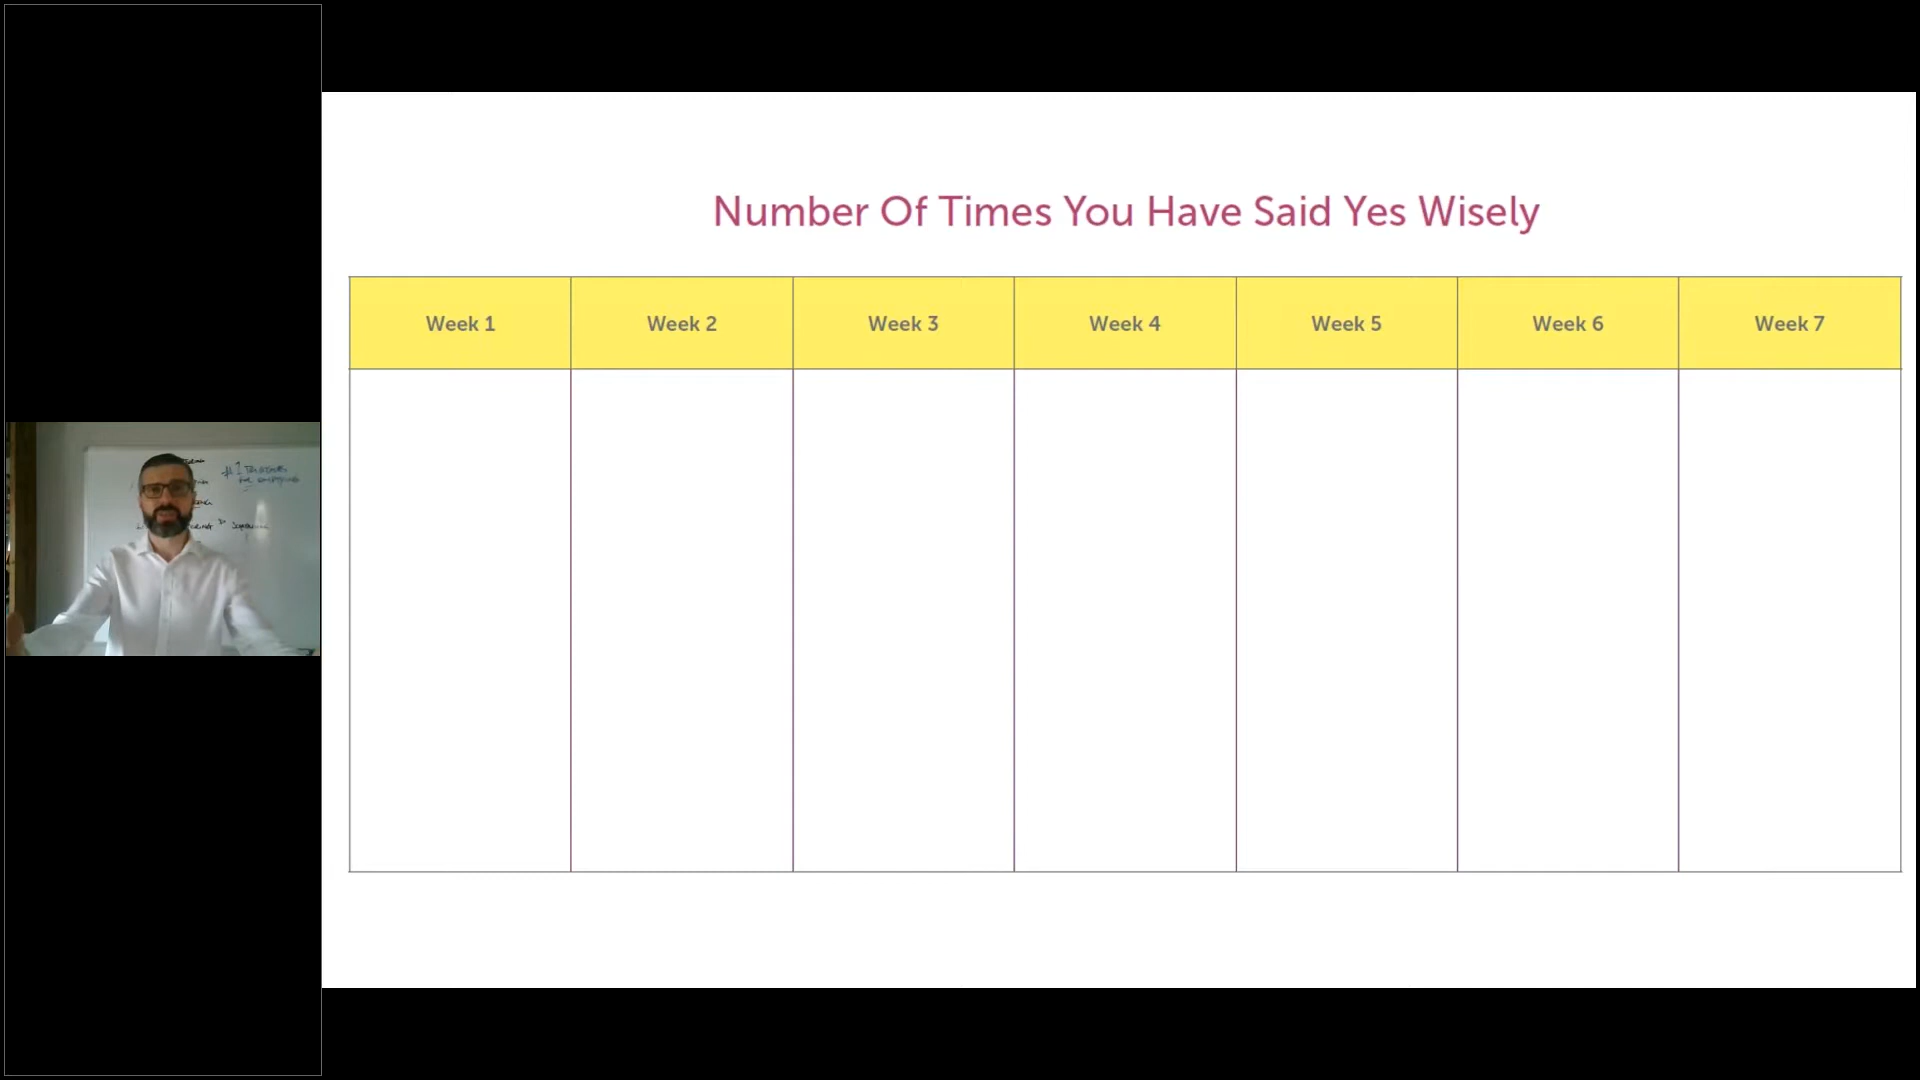 Number Of Times You Have Said Yes Wisely
Week 1
Week 2
Week 3
Week 4
Week 5
Week 6
Week 7